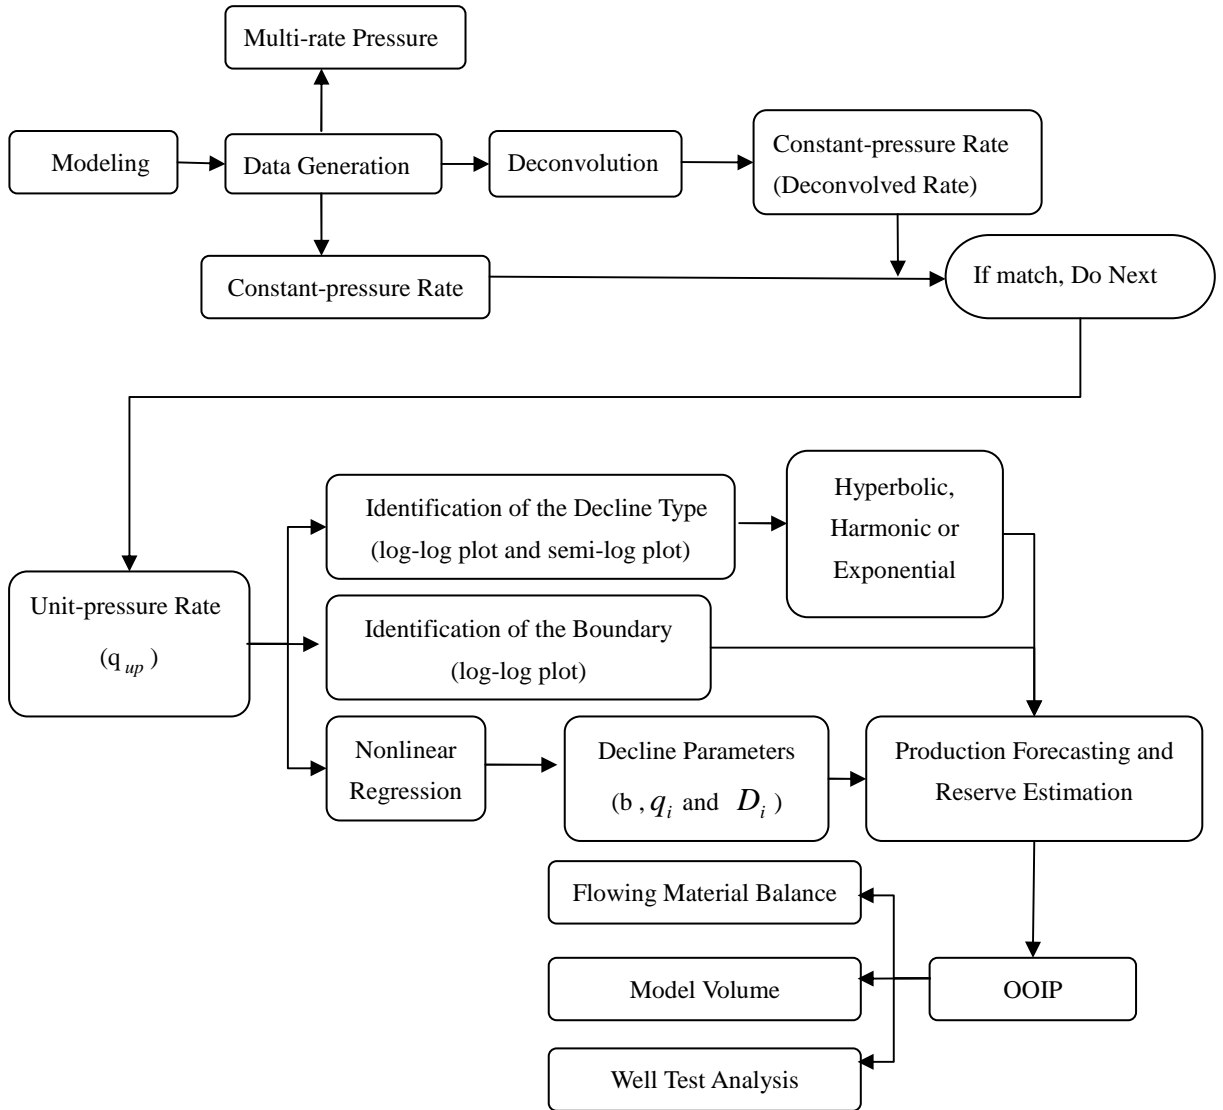 Multi-rate Pressure
Modeling
Data Generation
Deconvolution
Constant-pressure Rate
(Deconvolved Rate)
Constant-pressure Rate
If match, Do Next
Identification of the Decline Type
(log-log plot and semi-log plot)
Hyperbolic,
Harmonic or
Exponential
Unit-pressure Rate
(q up )
Identification of the Boundary
(log-log plot)
Nonlinear
Regression
Decline Parameters
(b , qi and Di )
Production Forecasting and
Reserve Estimation
Flowing Material Balance
Model Volume
OOIP
Well Test Analysis